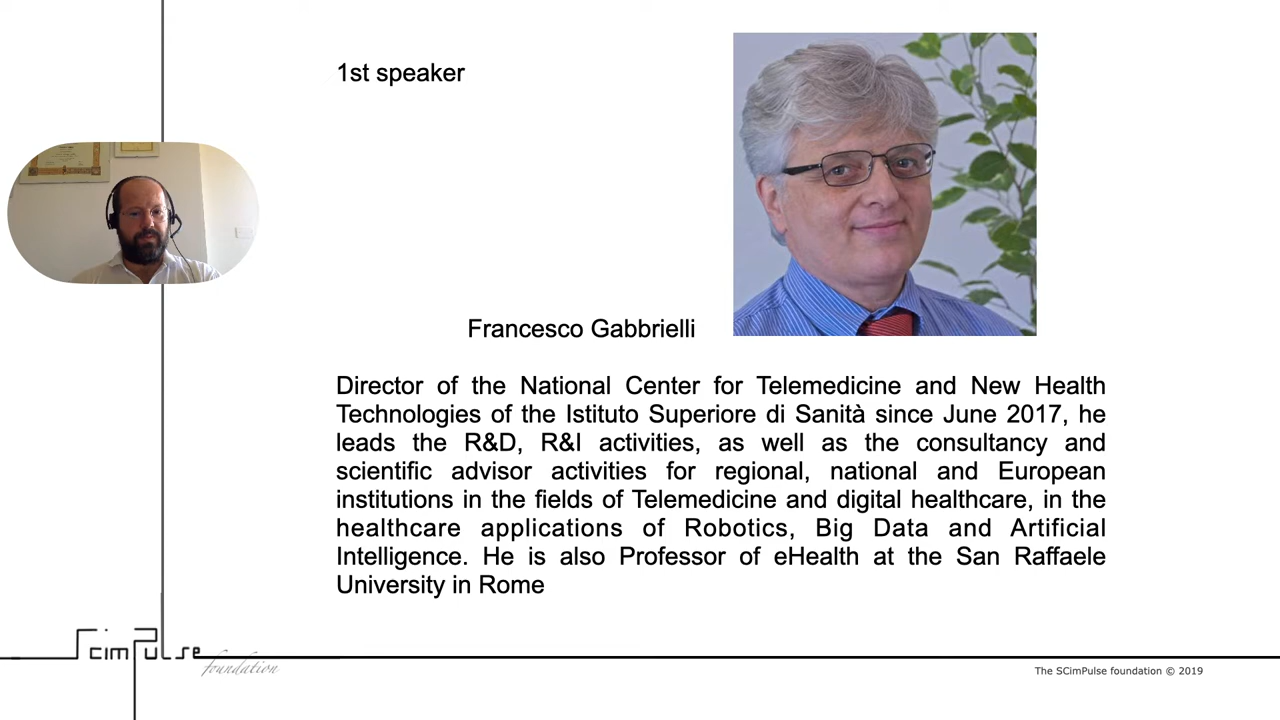 1st speaker
Francesco Gabbrielli
Director of the National Center for Telemedicine and New Health
Technologies of the Istituto Superiore di Sanità since June 2017, he
leads the R&D, R&I activities, as well as the consultancy and
scientific advisor activities for regional, national and European
institutions in the fields of Telemedicine and digital healthcare, in the
healthcare applications of Robotics, Big Data and Artificial
Intelligence. He is also Professor of eHealth at the San Raffaele
University in Rome
scimpulse
foundation
The SCimPulse foundation © 2019